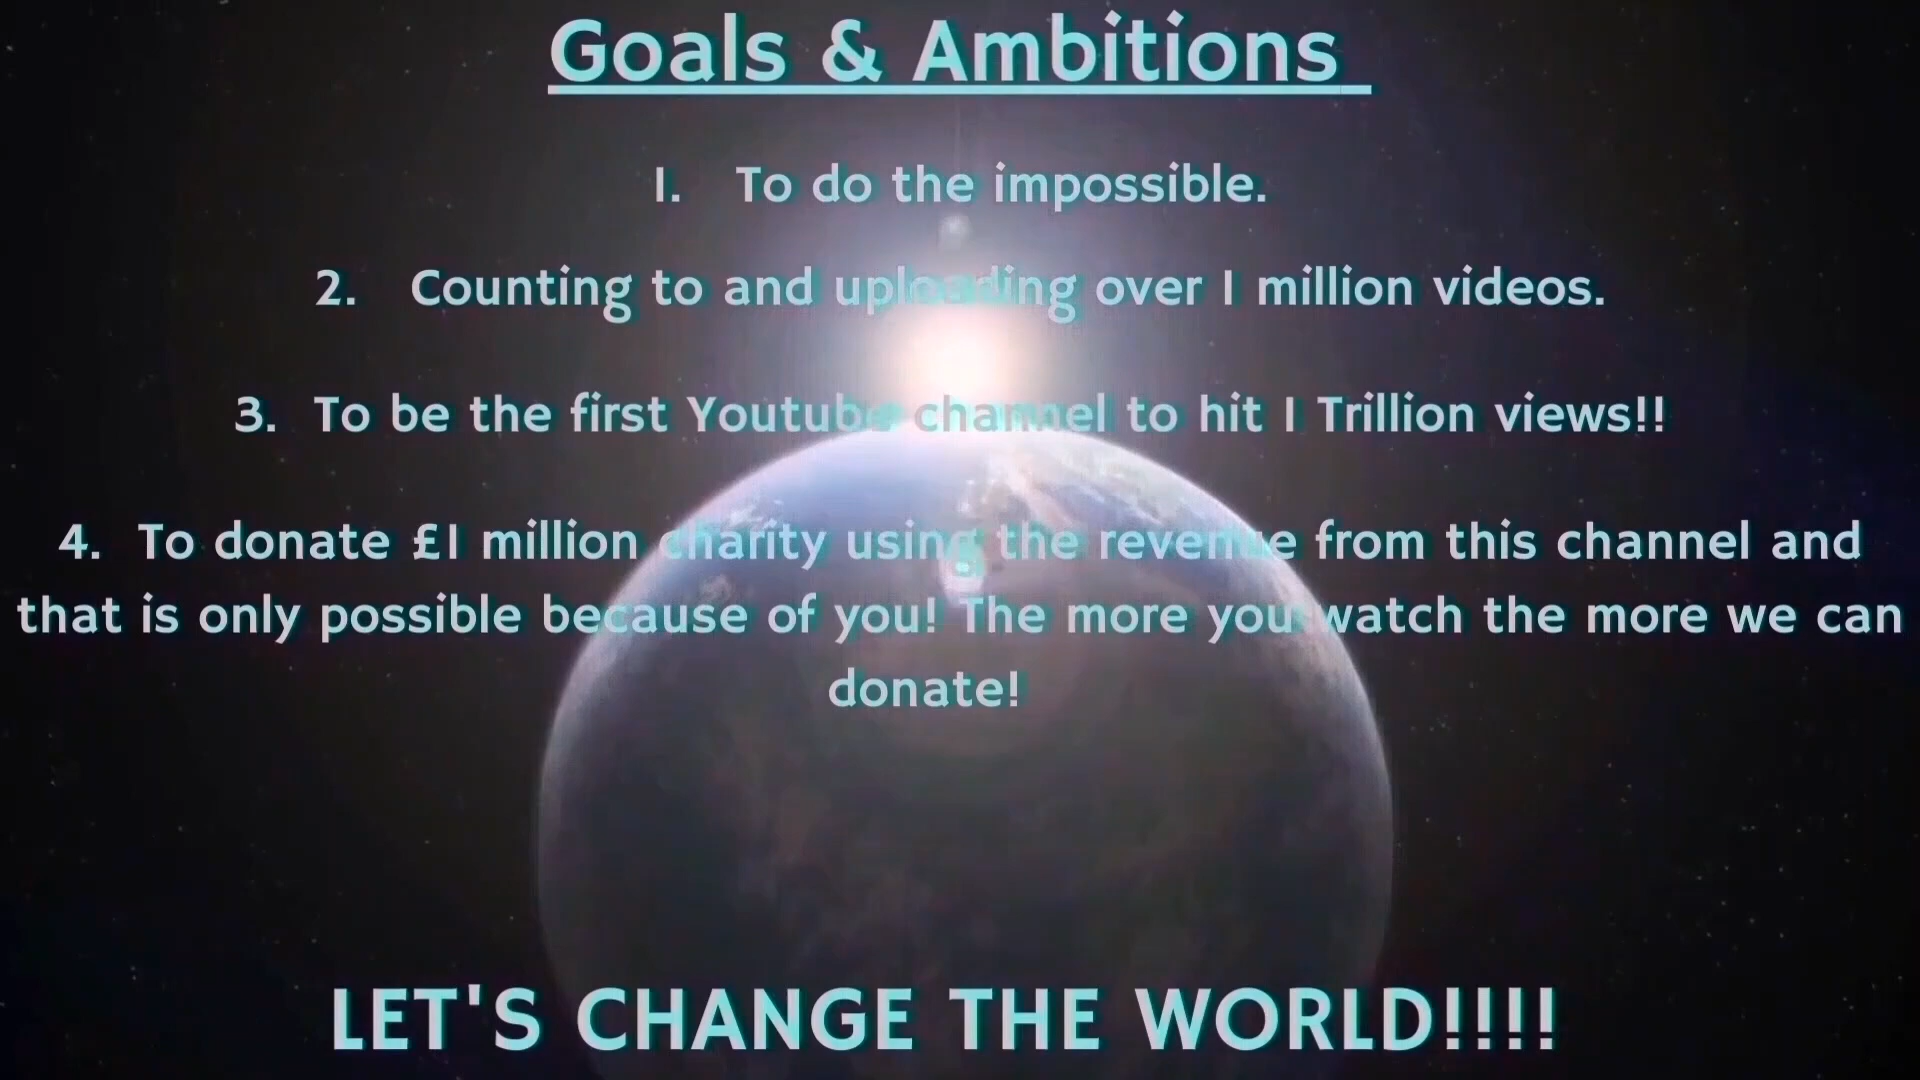 Goals & Ambitions
1. To do the impossible.
2. Counting to and uploading over 1 million videos.
3. To be the first Youtube channel to hit 1 Trillion views!!
4. To donate £1 million charity using the revenue from this channel and
that is only possible because of you! The more you watch the more we can
donate!
LET'S CHANGE THE WORLD!!!!